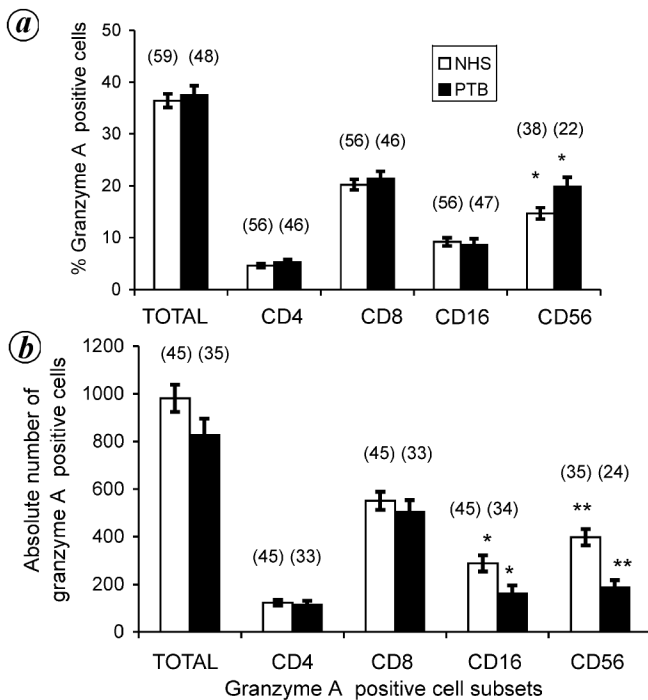 a
% Granzyme A positive cells
60
50
40
30
20
10
0
NHS
PTB
(59) (48)
(56) (46)
(56) (46)
(56) (47)
(38) (22)
* *
TOTAL CD4 CD8 CD16 CD56
b
Absolute number of
granzyme A positive cells
1200
1000
800
600
400
200
0
(45) (35)
(45) (33)
(45) (33)
(45) (34)
* *
(35) (24)
** **
TOTAL CD4 CD8 CD16 CD56
Granzyme A positive cell subsets